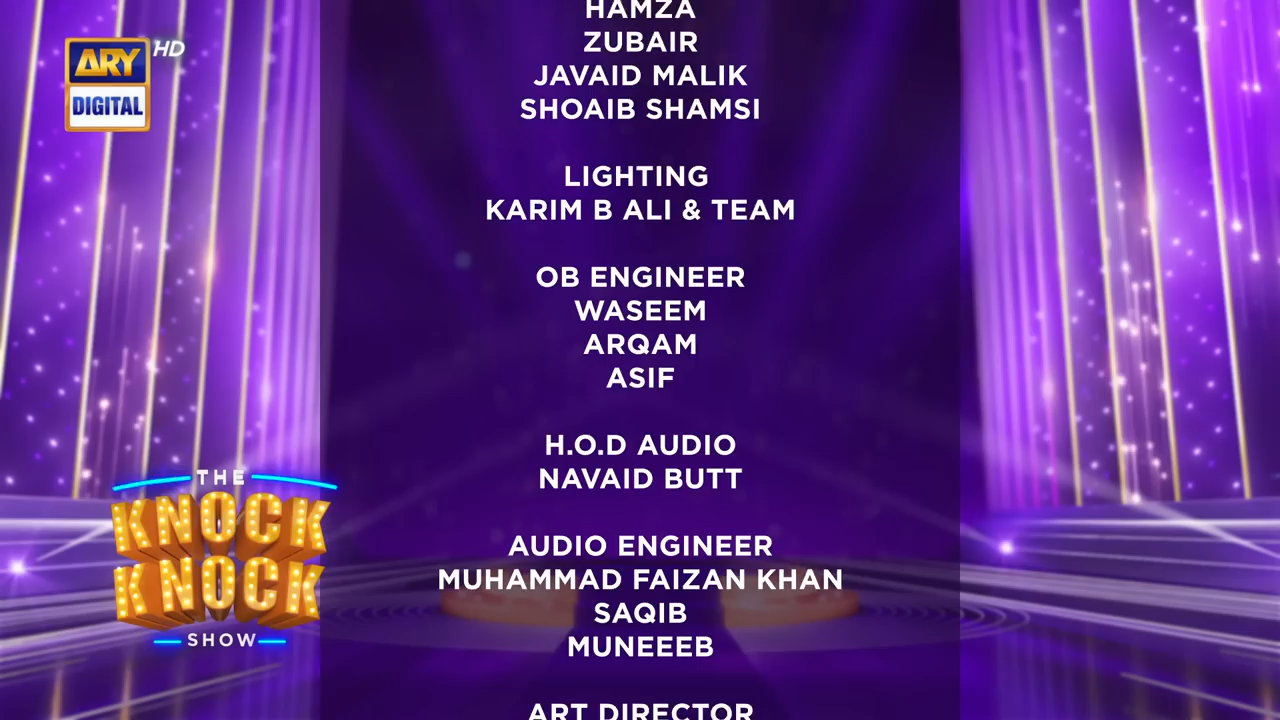 ARY
HD
DIGITAL
HAMZA
ZUBAIR
JAVAID MALIK
SHOAIB SHAMSI
LIGHTING
KARIM B ALI & TEAM
OB ENGINEER
WASEEM
ARQAM
ASIF
H.O.D AUDIO
NAVAID BUTT
AUDIO ENGINEER
MUHAMMAD FAIZAN KHAN
SAQIB
MUNEEEB
ART DIRECTOR
THE
KNOCK
KNOCK
SHOW